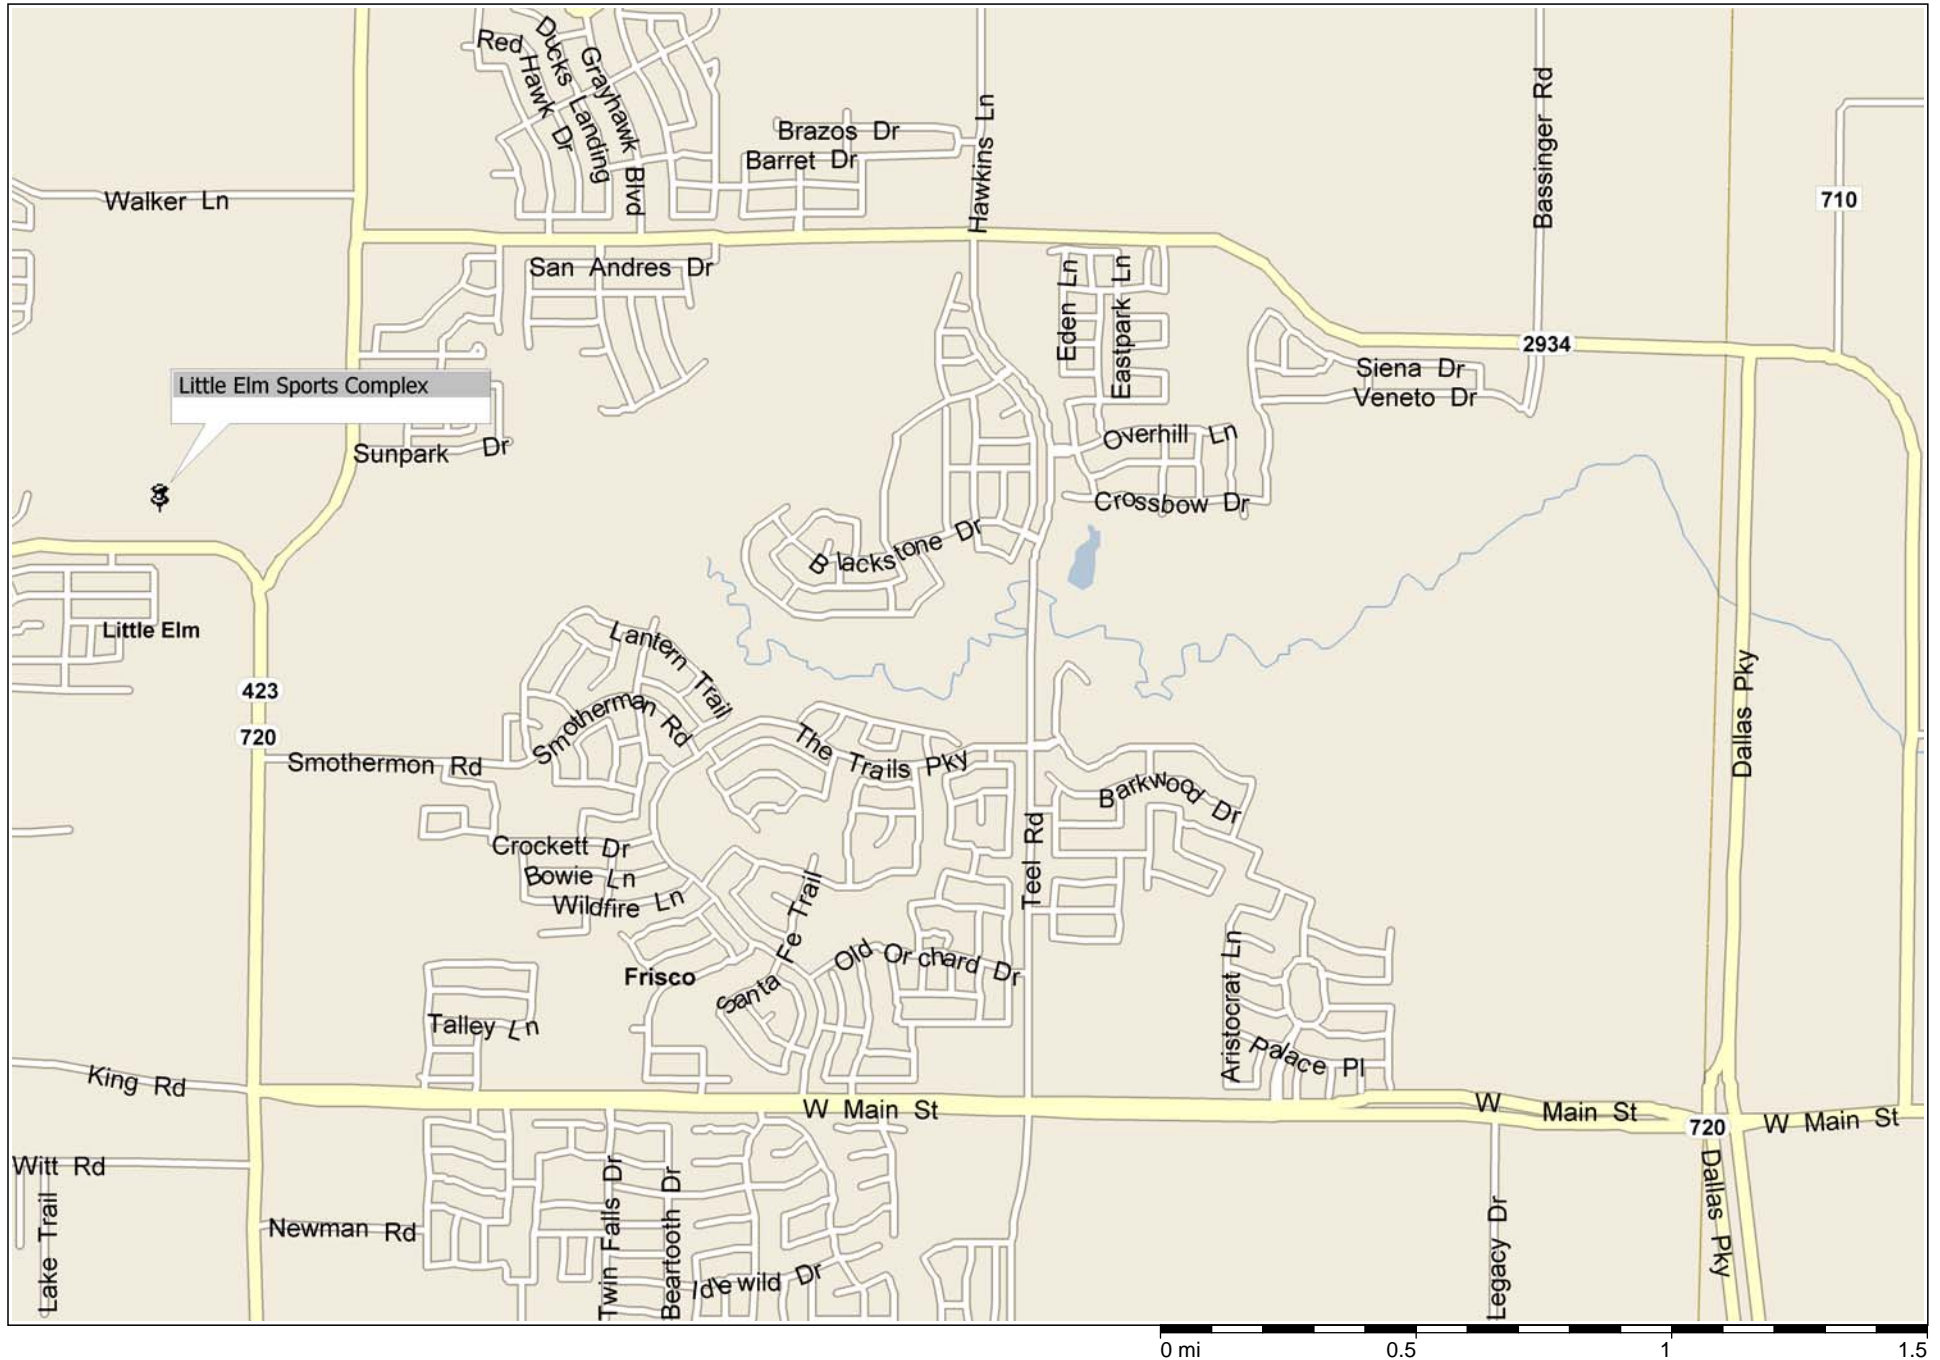 Red Hawk Dr
Ducks Landing
Grayhawk Blvd
Brazos Dr
Barret Dr
Hawkins Ln
Bassinger Rd
Walker Ln
710
San Andres Dr
Eden Ln
Eastpark Ln
2934
Siena Dr
Veneto Dr
Little Elm Sports Complex
Sunpark Dr
Overhill Ln
Crossbow Dr
Blackstone Dr
Little Elm
Lantern Trail
423
720
Smothermon Rd
Smotherman Rd
The Trails Pky
Dallas Pky
Barkwood Dr
Teel Rd
Crockett Dr
Bowie Ln
Wildfire Ln
Santa Fe Trail
Old Orchard Dr
Frisco
Aristocrat Ln
Palace Pl
Talley Ln
King Rd
W Main St
W Main St
720
W Main St
Witt Rd
Lake Trail
Newman Rd
Twin Falls Dr
Beartooth Dr
Idlewild Dr
Legacy Dr
Dallas Pky
0 mi 0.5 1 1.5